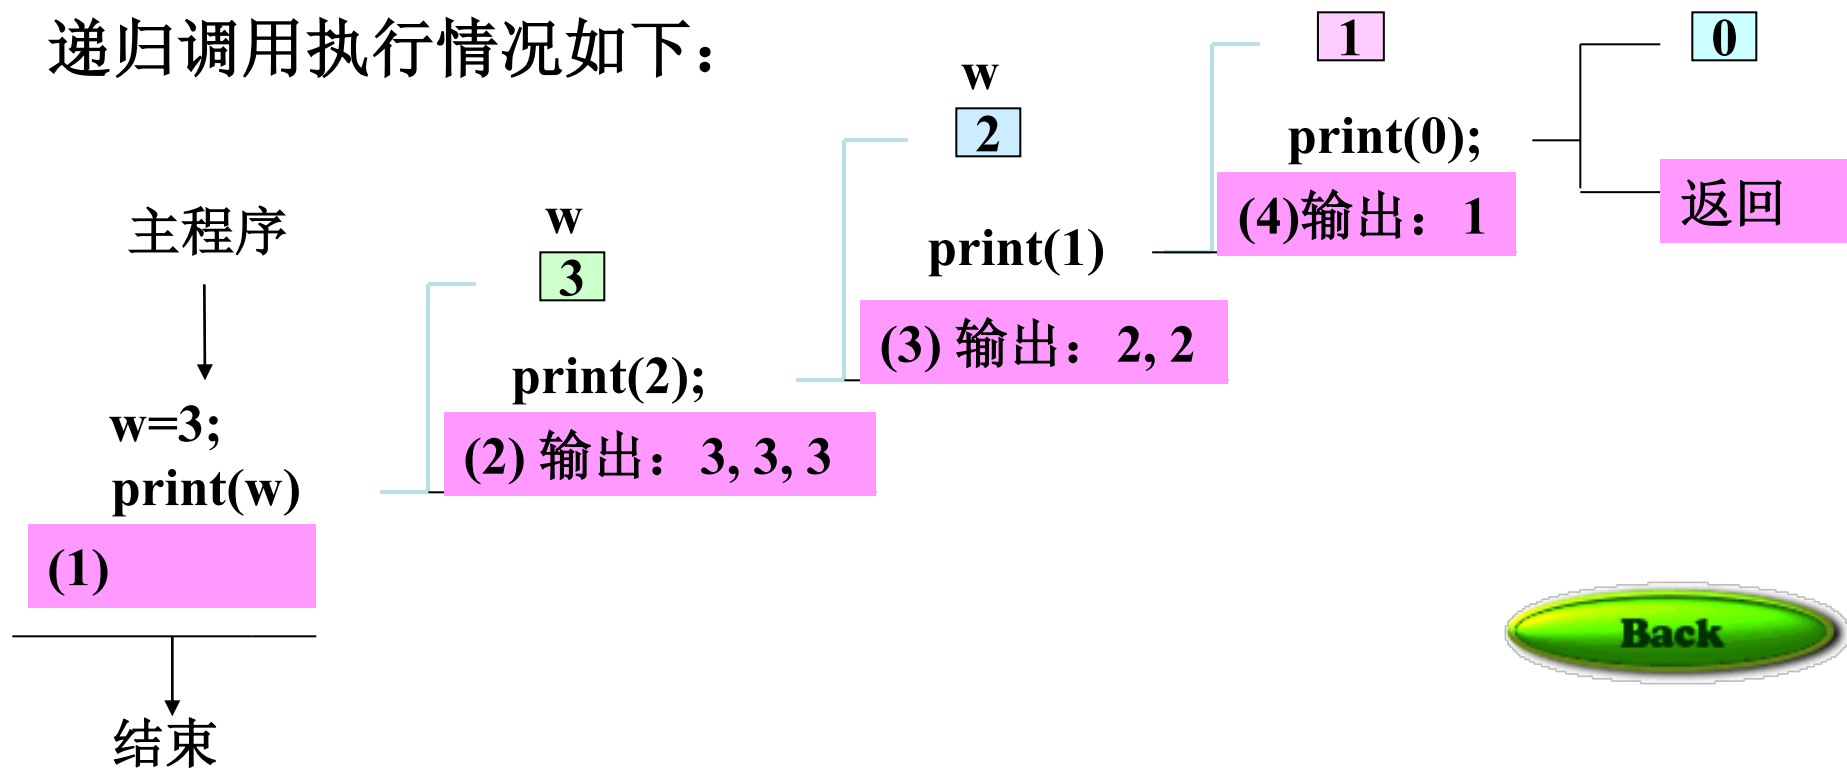 递归调用执行情况如下：
主程序
w=3;
print(w)
(1)
结束
w
3
print(2);
(2) 输出：3, 3, 3
w
2
print(1)
(3) 输出：2, 2
1
print(0);
(4)输出：1
0
返回
Back